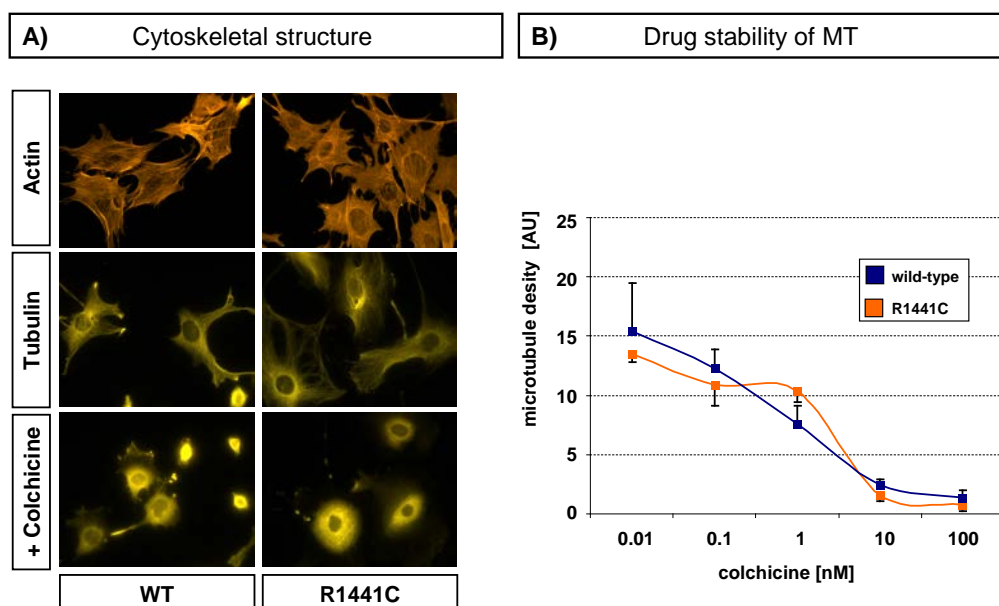 A) Cytoskeletal structure
Actin
Tubulin
+ Colchicine
WT R1441C
B) Drug stability of MT
microtubule desity [AU]
25
20
15
10
5
0
wild-type
R1441C
0.01 0.1 1 10 100
colchicine [nM]